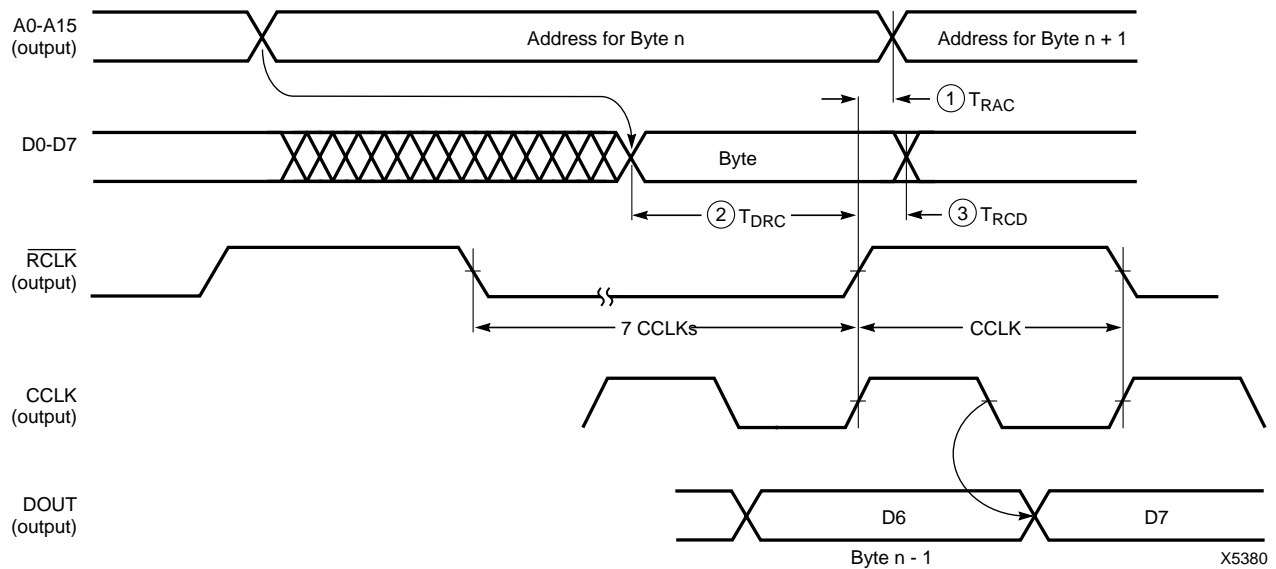 A0-A15
(output)
Address for Byte n
Address for Byte n + 1
1 TRAC
D0-D7
Byte
2 TDRC
3 TRCD
RCLK
(output)
7 CCLKs
CCLK
CCLK
(output)
DOUT
(output)
D6
D7
Byte n - 1
X5380